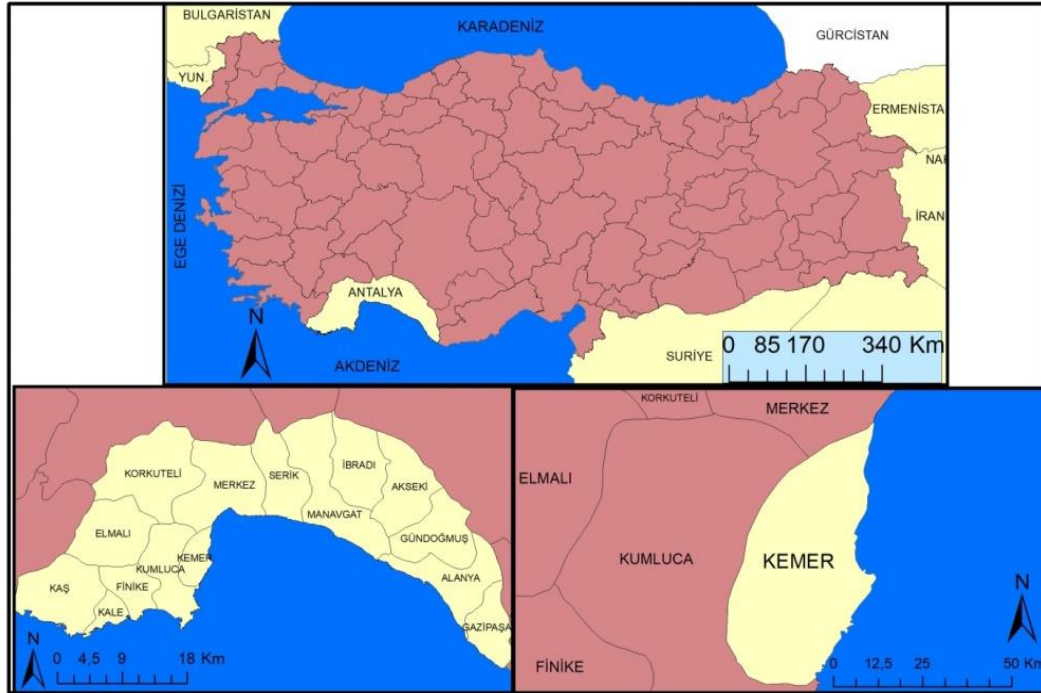 BULGARİSTAN
KARADENİZ
GÜRCİSTAN
YUN.
ERMENİSTA
NAH
EGE DENİZİ
İRAN
ANTALYA
N
AKDENİZ
SURİYE
0 85 170 340 Km
KORKUTELİ
MERKEZ
SERİK
İBRADI
AKSEKİ
MANAVGAT
ELMALI
GÜNDOĞMUŞ
KEMER
KUMLUCA
ALANYA
KAŞ
FİNİKE
KALE
GAZİPAŞA
N
0 4,5 9 18 Km
KORKUTELİ
MERKEZ
ELMALI
KUMLUCA
KEMER
FİNİKE
N
0 12,5 25 50 Km